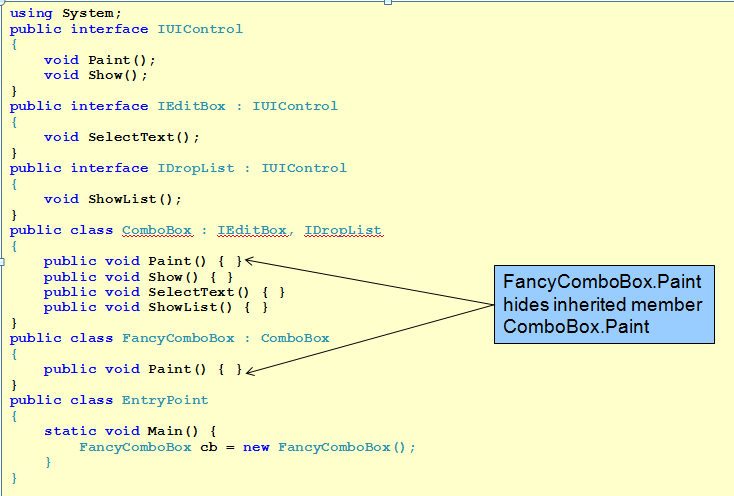 using System;
public interface IUIControl
{
    void Paint();
    void Show();
}
public interface IEditBox : IUIControl
{
    void SelectText();
}
public interface IDropList : IUIControl
{
    void ShowList();
}
public class ComboBox : IEditBox, IDropList
{
    public void Paint() { }
    public void Show() { }
    public void SelectText() { }
    public void ShowList() { }
}
public class FancyComboBox : ComboBox
{
    public void Paint() { }
}
public class EntryPoint
{
    static void Main() {
        FancyComboBox cb = new FancyComboBox();
    }
}
FancyComboBox.Paint
hides inherited member
ComboBox.Paint